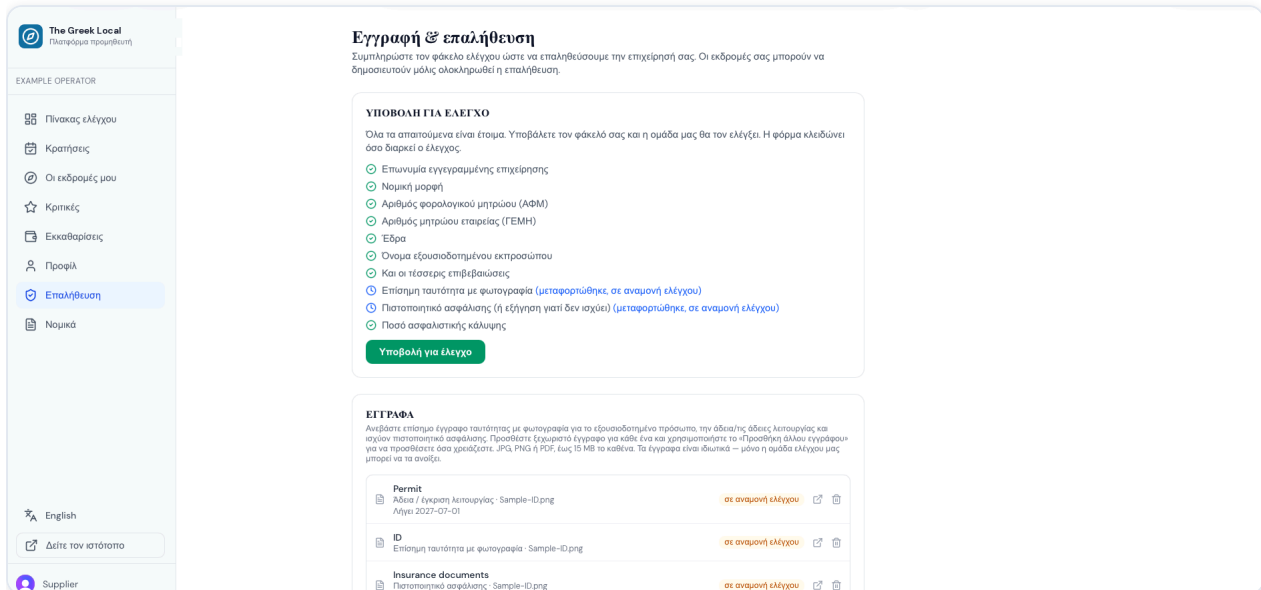 The Greek Local
Πλατφόρμα προμηθευτή
EXAMPLE OPERATOR
Πίνακας ελέγχου
Κρατήσεις
Οι εκδρομές μου
Κριτικές
Εκκαθαρίσεις
Προφίλ
Επαλήθευση
Νομικά
English
Δείτε τον ιστότοπο
Supplier
Εγγραφή & επαλήθευση
Συμπληρώστε τον φάκελο ελέγχου ώστε να επαληθεύσουμε την επιχείρησή σας. Οι εκδρομές σας μπορούν να
δημοσιευτούν μόλις ολοκληρωθεί η επαλήθευση.
ΥΠΟΒΟΛΗ ΓΙΑ ΕΛΕΓΧΟ
Όλα τα απαιτούμενα είναι έτοιμα. Υποβάλετε τον φάκελό σας και η ομάδα μας θα τον ελέγξει. Η φόρμα κλειδώνει
όσο διαρκεί ο έλεγχος.
Επωνυμία εγγεγραμμένης επιχείρησης
Νομική μορφή
Αριθμός φορολογικού μητρώου (ΑΦΜ)
Αριθμός μητρώου εταιρείας (ΓΕΜΗ)
Έδρα
Όνομα εξουσιοδοτημένου εκπροσώπου
Και οι τέσσερις επιβεβαιώσεις
Επίσημη ταυτότητα με φωτογραφία (μεταφορτώθηκε, σε αναμονή ελέγχου)
Πιστοποιητικό ασφάλισης (ή εξήγηση γιατί δεν ισχύει) (μεταφορτώθηκε, σε αναμονή ελέγχου)
Ποσό ασφαλιστικής κάλυψης
Υποβολή για έλεγχο
ΕΓΓΡΑΦΑ
Ανεβάστε επίσημο έγγραφο ταυτότητας με φωτογραφία για το εξουσιοδοτημένο πρόσωπο, την άδεια/τις άδειες λειτουργίας και
ισχύον πιστοποιητικό ασφάλισης. Προσθέστε ξεχωριστό έγγραφο για κάθε ένα και χρησιμοποιήστε το «Προσθήκη άλλου εγγράφου»
για να προσθέσετε όσα χρειάζεστε. JPG, PNG ή PDF, έως 15 MB το καθένα. Τα έγγραφα είναι ιδιωτικά — μόνο η ομάδα ελέγχου μας
μπορεί να τα ανοίξει.
Permit
Άδεια / έγκριση λειτουργίας · Sample-ID.png
Λήγει 2027-07-01
σε αναμονή ελέγχου
ID
Επίσημη ταυτότητα με φωτογραφία · Sample-ID.png
σε αναμονή ελέγχου
Insurance documents
Πιστοποιητικό ασφάλισης · Sample-ID.png
σε αναμονή ελέγχου